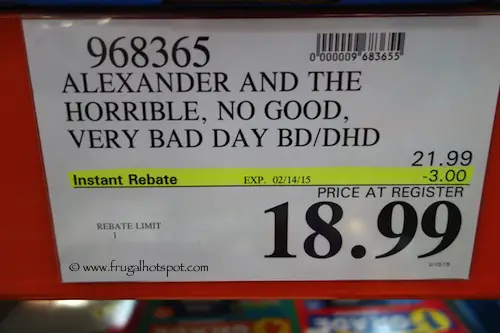 968365
0"000009"683655"
ALEXANDER AND THE
HORRIBLE, NO GOOD,
VERY BAD DAY BD/DHD
21.99
Instant Rebate EXP. 02/14/15 -3.00
PRICE AT REGISTER
18.99
REBATE LIMIT
1
© www.frugalhotspot.com